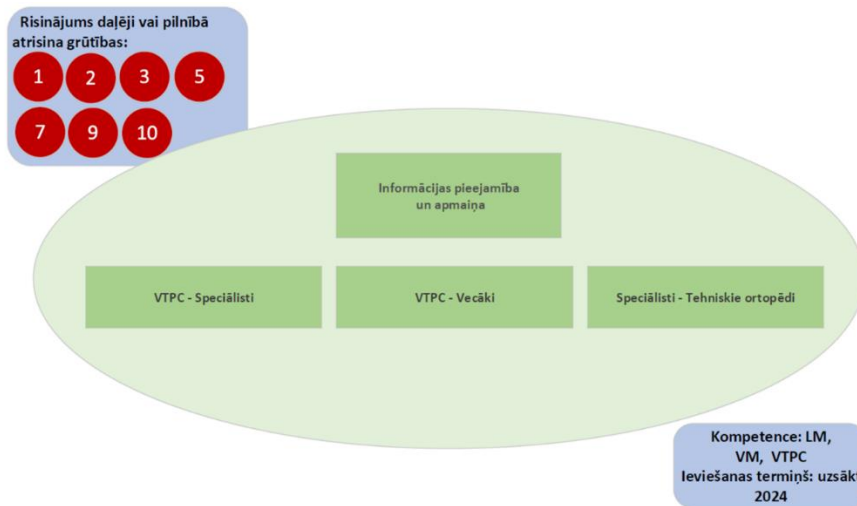 Risinājums daļēji vai pilnībā
atrisina grūtības:
1 2 3 5
7 9 10
Informācijas pieejamība
un apmaiņa
VTPC - Speciālisti
VTPC - Vecāki
Speciālisti - Tehniskie ortopēdi
Kompetence: LM,
VM, VTPC
Ieviešanas termiņš: uzsākt
2024